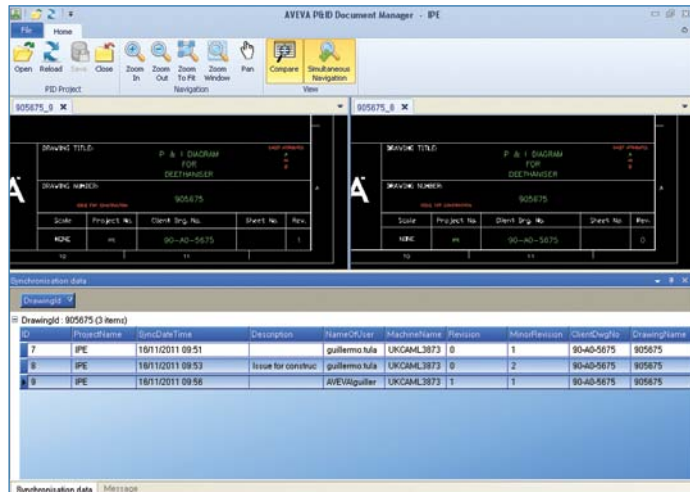 AVEVA P&ID Document Manager - IPE
File Home
Open Reload Save Close Zoom In Zoom Out Zoom To Fit Zoom Window Pan Compare Simultaneous Navigation
PID Project Navigation View
905675_9 905675_8
DRAWING TITLE:
P & I DIAGRAM
FOR
DEETHANISER
DRAWING NUMBER:
905675
Scale Project No. Client Drg. No. Sheet No. Rev.
NONE 90-A0-5675 1
10 11
DRAWING TITLE:
P & I DIAGRAM
FOR
DEETHANISER
DRAWING NUMBER:
905675
Scale Project No. Client Drg. No. Sheet No. Rev.
NONE 90-A0-5675 0
10 11
Synchronisation data
DrawingId
DrawingId : 905675 (3 items)
ID ProjectName SyncDateTime Description NameOfUser MachineName Revision MinorRevision ClientDwgNo DrawingName
7 IPE 16/11/2011 09:51 guillermo.tula UKCAML3873 0 1 90-A0-5675 905675
8 IPE 16/11/2011 09:53 Issue for construc guillermo.tula UKCAML3873 0 2 90-A0-5675 905675
9 IPE 16/11/2011 09:56 AVEVA\guiller UKCAML3873 1 1 90-A0-5675 905675
Synchronisation data Message